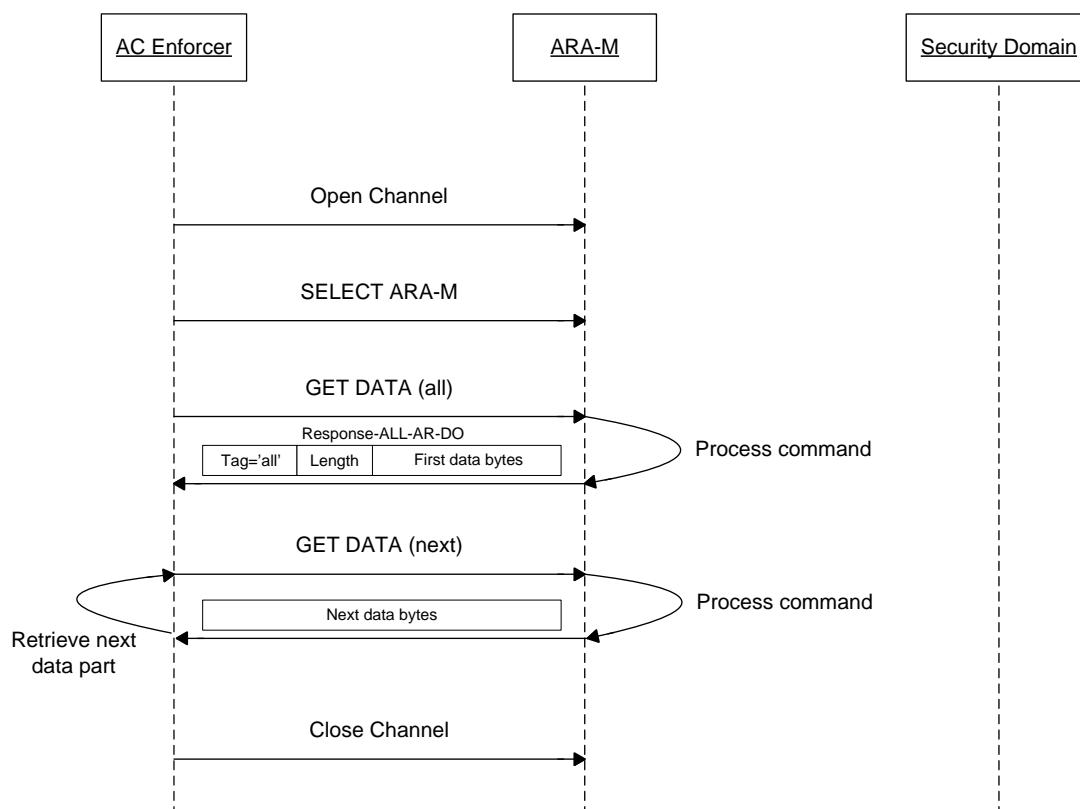 AC Enforcer
ARA-M
Security Domain
Open Channel
SELECT ARA-M
GET DATA (all)
Response-ALL-AR-DO
Tag='all'
Length
First data bytes
Process command
GET DATA (next)
Next data bytes
Process command
Retrieve next
data part
Close Channel